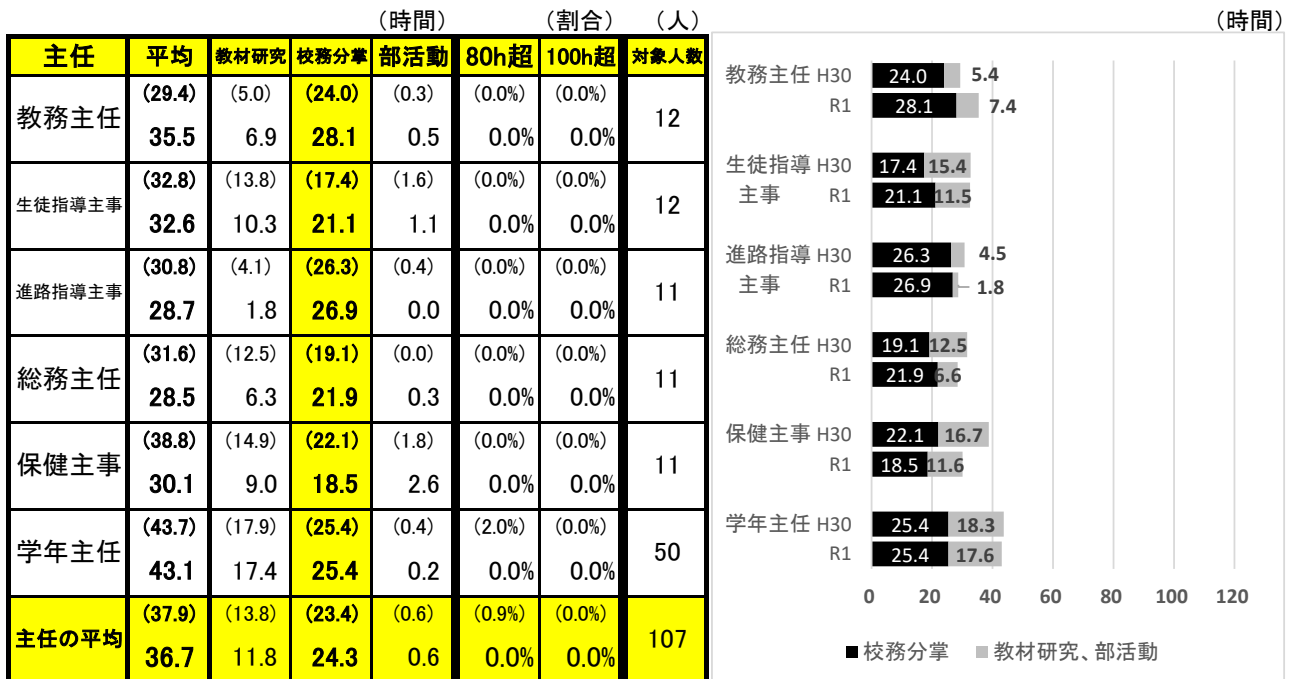 （時間） （割合） （人） （時間）
主任 平均 教材研究 校務分掌 部活動 80h超 100h超 対象人数
教務主任 (29.4) (5.0) (24.0) (0.3) (0.0%) (0.0%) 12
35.5 6.9 28.1 0.5 0.0% 0.0%
生徒指導主事 (32.8) (13.8) (17.4) (1.6) (0.0%) (0.0%) 12
32.6 10.3 21.1 1.1 0.0% 0.0%
進路指導主事 (30.8) (4.1) (26.3) (0.4) (0.0%) (0.0%) 11
28.7 1.8 26.9 0.0 0.0% 0.0%
総務主任 (31.6) (12.5) (19.1) (0.0) (0.0%) (0.0%) 11
28.5 6.3 21.9 0.3 0.0% 0.0%
保健主事 (38.8) (14.9) (22.1) (1.8) (0.0%) (0.0%) 11
30.1 9.0 18.5 2.6 0.0% 0.0%
学年主任 (43.7) (17.9) (25.4) (0.4) (2.0%) (0.0%) 50
43.1 17.4 25.4 0.2 0.0% 0.0%
主任の平均 (37.9) (13.8) (23.4) (0.6) (0.9%) (0.0%) 107
36.7 11.8 24.3 0.6 0.0% 0.0%
教務主任 H30 24.0 5.4
R1 28.1 7.4
生徒指導 H30 17.4 15.4
主事 R1 21.1 11.5
進路指導 H30 26.3 4.5
主事 R1 26.9 1.8
総務主任 H30 19.1 12.5
R1 21.9 6.6
保健主事 H30 22.1 16.7
R1 18.5 11.6
学年主任 H30 25.4 18.3
R1 25.4 17.6
0 20 40 60 80 100 120
■校務分掌 ■教材研究、部活動